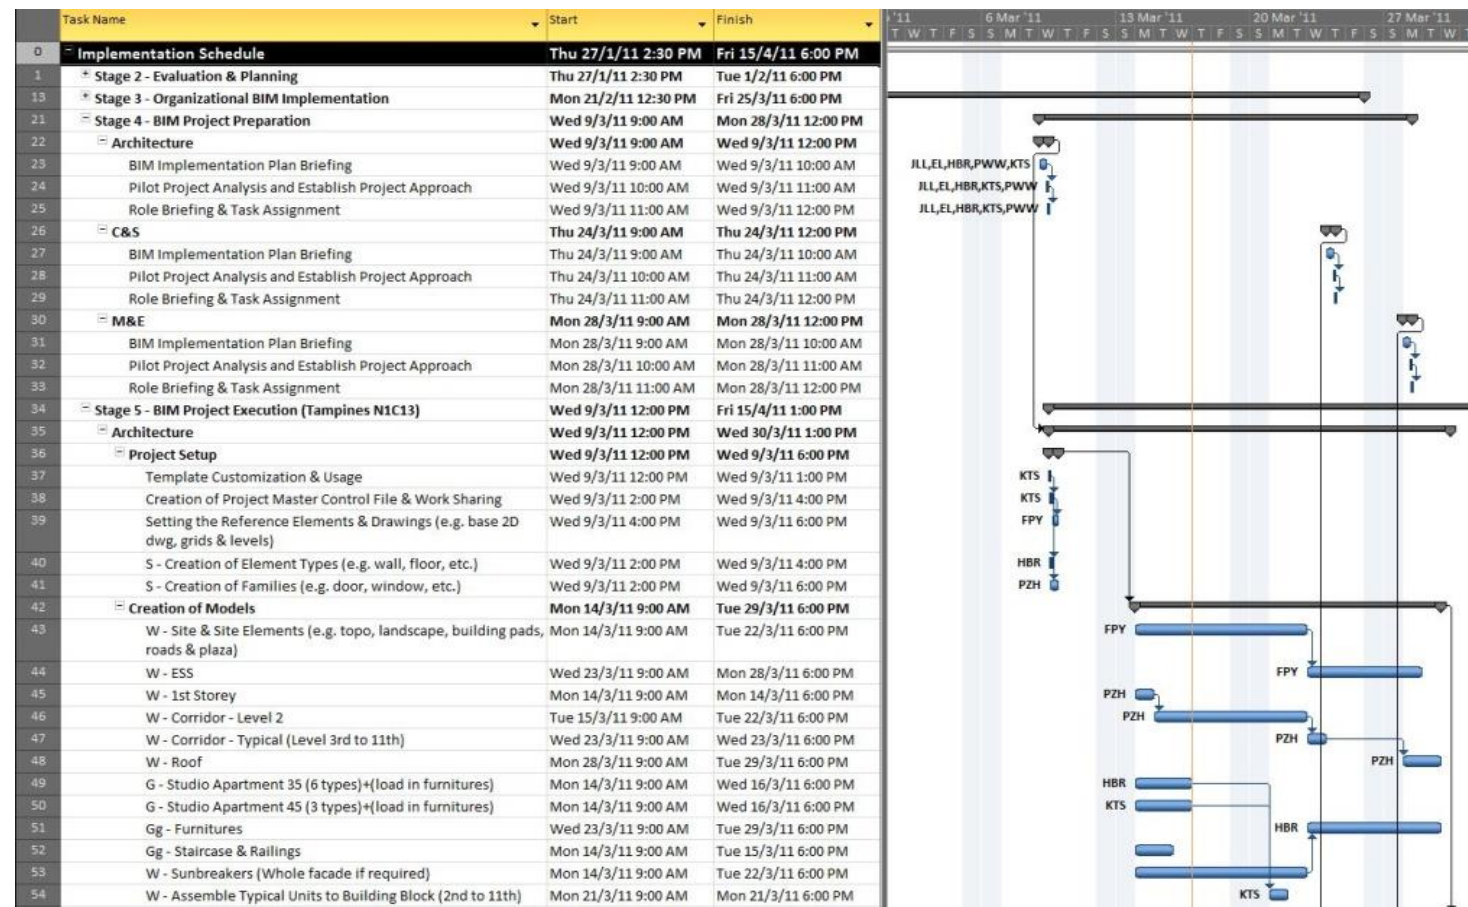 Task Name Start Finish '11 6 Mar '11 13 Mar '11 20 Mar '11 27 Mar '11
T W T F S S M T W T F S S M T W T F S S M T W T F S S M T W
0 Implementation Schedule Thu 27/1/11 2:30 PM Fri 15/4/11 6:00 PM
1 Stage 2 - Evaluation & Planning Thu 27/1/11 2:30 PM Tue 1/2/11 6:00 PM
13 Stage 3 - Organizational BIM Implementation Mon 21/2/11 12:30 PM Fri 25/3/11 6:00 PM
21 Stage 4 - BIM Project Preparation Wed 9/3/11 9:00 AM Mon 28/3/11 12:00 PM
22 Architecture Wed 9/3/11 9:00 AM Wed 9/3/11 12:00 PM
23 BIM Implementation Plan Briefing Wed 9/3/11 9:00 AM Wed 9/3/11 10:00 AM JLL,EL,HBR,PWW,KTS
24 Pilot Project Analysis and Establish Project Approach Wed 9/3/11 10:00 AM Wed 9/3/11 11:00 AM JLL,EL,HBR,KTS,PWW
25 Role Briefing & Task Assignment Wed 9/3/11 11:00 AM Wed 9/3/11 12:00 PM JLL,EL,HBR,KTS,PWW
26 C&S Thu 24/3/11 9:00 AM Thu 24/3/11 12:00 PM
27 BIM Implementation Plan Briefing Thu 24/3/11 9:00 AM Thu 24/3/11 10:00 AM
28 Pilot Project Analysis and Establish Project Approach Thu 24/3/11 10:00 AM Thu 24/3/11 11:00 AM
29 Role Briefing & Task Assignment Thu 24/3/11 11:00 AM Thu 24/3/11 12:00 PM
30 M&E Mon 28/3/11 9:00 AM Mon 28/3/11 12:00 PM
31 BIM Implementation Plan Briefing Mon 28/3/11 9:00 AM Mon 28/3/11 10:00 AM
32 Pilot Project Analysis and Establish Project Approach Mon 28/3/11 10:00 AM Mon 28/3/11 11:00 AM
33 Role Briefing & Task Assignment Mon 28/3/11 11:00 AM Mon 28/3/11 12:00 PM
34 Stage 5 - BIM Project Execution (Tampines N1C13) Wed 9/3/11 12:00 PM Fri 15/4/11 1:00 PM
35 Architecture Wed 9/3/11 12:00 PM Wed 30/3/11 1:00 PM
36 Project Setup Wed 9/3/11 12:00 PM Wed 9/3/11 6:00 PM
37 Template Customization & Usage Wed 9/3/11 12:00 PM Wed 9/3/11 1:00 PM KTS
38 Creation of Project Master Control File & Work Sharing Wed 9/3/11 2:00 PM Wed 9/3/11 4:00 PM KTS
39 Setting the Reference Elements & Drawings (e.g. base 2D Wed 9/3/11 4:00 PM Wed 9/3/11 6:00 PM FPY
dwg, grids & levels)
40 S - Creation of Element Types (e.g. wall, floor, etc.) Wed 9/3/11 2:00 PM Wed 9/3/11 4:00 PM HBR
41 S - Creation of Families (e.g. door, window, etc.) Wed 9/3/11 2:00 PM Wed 9/3/11 6:00 PM PZH
42 Creation of Models Mon 14/3/11 9:00 AM Tue 29/3/11 6:00 PM
43 W - Site & Site Elements (e.g. topo, landscape, building pads, Mon 14/3/11 9:00 AM Tue 22/3/11 6:00 PM FPY
roads & plaza)
44 W - ESS Wed 23/3/11 9:00 AM Mon 28/3/11 6:00 PM FPY
45 W - 1st Storey Mon 14/3/11 9:00 AM Mon 14/3/11 6:00 PM PZH
46 W - Corridor - Level 2 Tue 15/3/11 9:00 AM Tue 22/3/11 6:00 PM PZH
47 W - Corridor - Typical (Level 3rd to 11th) Wed 23/3/11 9:00 AM Wed 23/3/11 6:00 PM PZH
48 W - Roof Mon 28/3/11 9:00 AM Tue 29/3/11 6:00 PM PZH
49 G - Studio Apartment 35 (6 types)+(load in furnitures) Mon 14/3/11 9:00 AM Wed 16/3/11 6:00 PM HBR
50 G - Studio Apartment 45 (3 types)+(load in furnitures) Mon 14/3/11 9:00 AM Wed 16/3/11 6:00 PM KTS
51 Gg - Furnitures Wed 23/3/11 9:00 AM Tue 29/3/11 6:00 PM HBR
52 Gg - Staircase & Railings Mon 14/3/11 9:00 AM Tue 15/3/11 6:00 PM
53 W - Sunbreakers (Whole facade if required) Mon 14/3/11 9:00 AM Tue 22/3/11 6:00 PM
54 W - Assemble Typical Units to Building Block (2nd to 11th) Mon 21/3/11 9:00 AM Mon 21/3/11 6:00 PM KTS